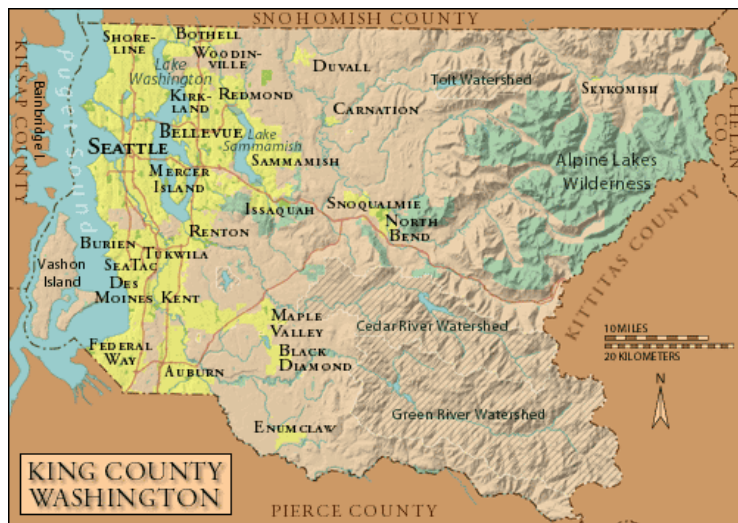 SNOHOMISH COUNTY
SHORE-
LINE
BOTHELL
WOODIN-
VILLE
DUVALL
Lake
Washington
Tolt Watershed
SKYKOMISH
KITSAP COUNTY
Bainbridge I.
Puget Sound
KIRK-
LAND
REDMOND
CARNATION
CHELAN
CO.
SEATTLE
BELLEVUE
Lake
Sammamish
SAMMAMISH
Alpine Lakes
Wilderness
MERCER
ISLAND
ISSAQUAH
SNOQUALMIE
NORTH
BEND
RENTON
BURIEN
TUKWILA
SEATAC
Vashon
Island
DES
MOINES
KENT
KITTITAS COUNTY
MAPLE
VALLEY
Cedar River Watershed
10 MILES
20 KILOMETERS
FEDERAL
WAY
BLACK
DIAMOND
AUBURN
N
Green River Watershed
ENUMCLAW
KING COUNTY
WASHINGTON
PIERCE COUNTY